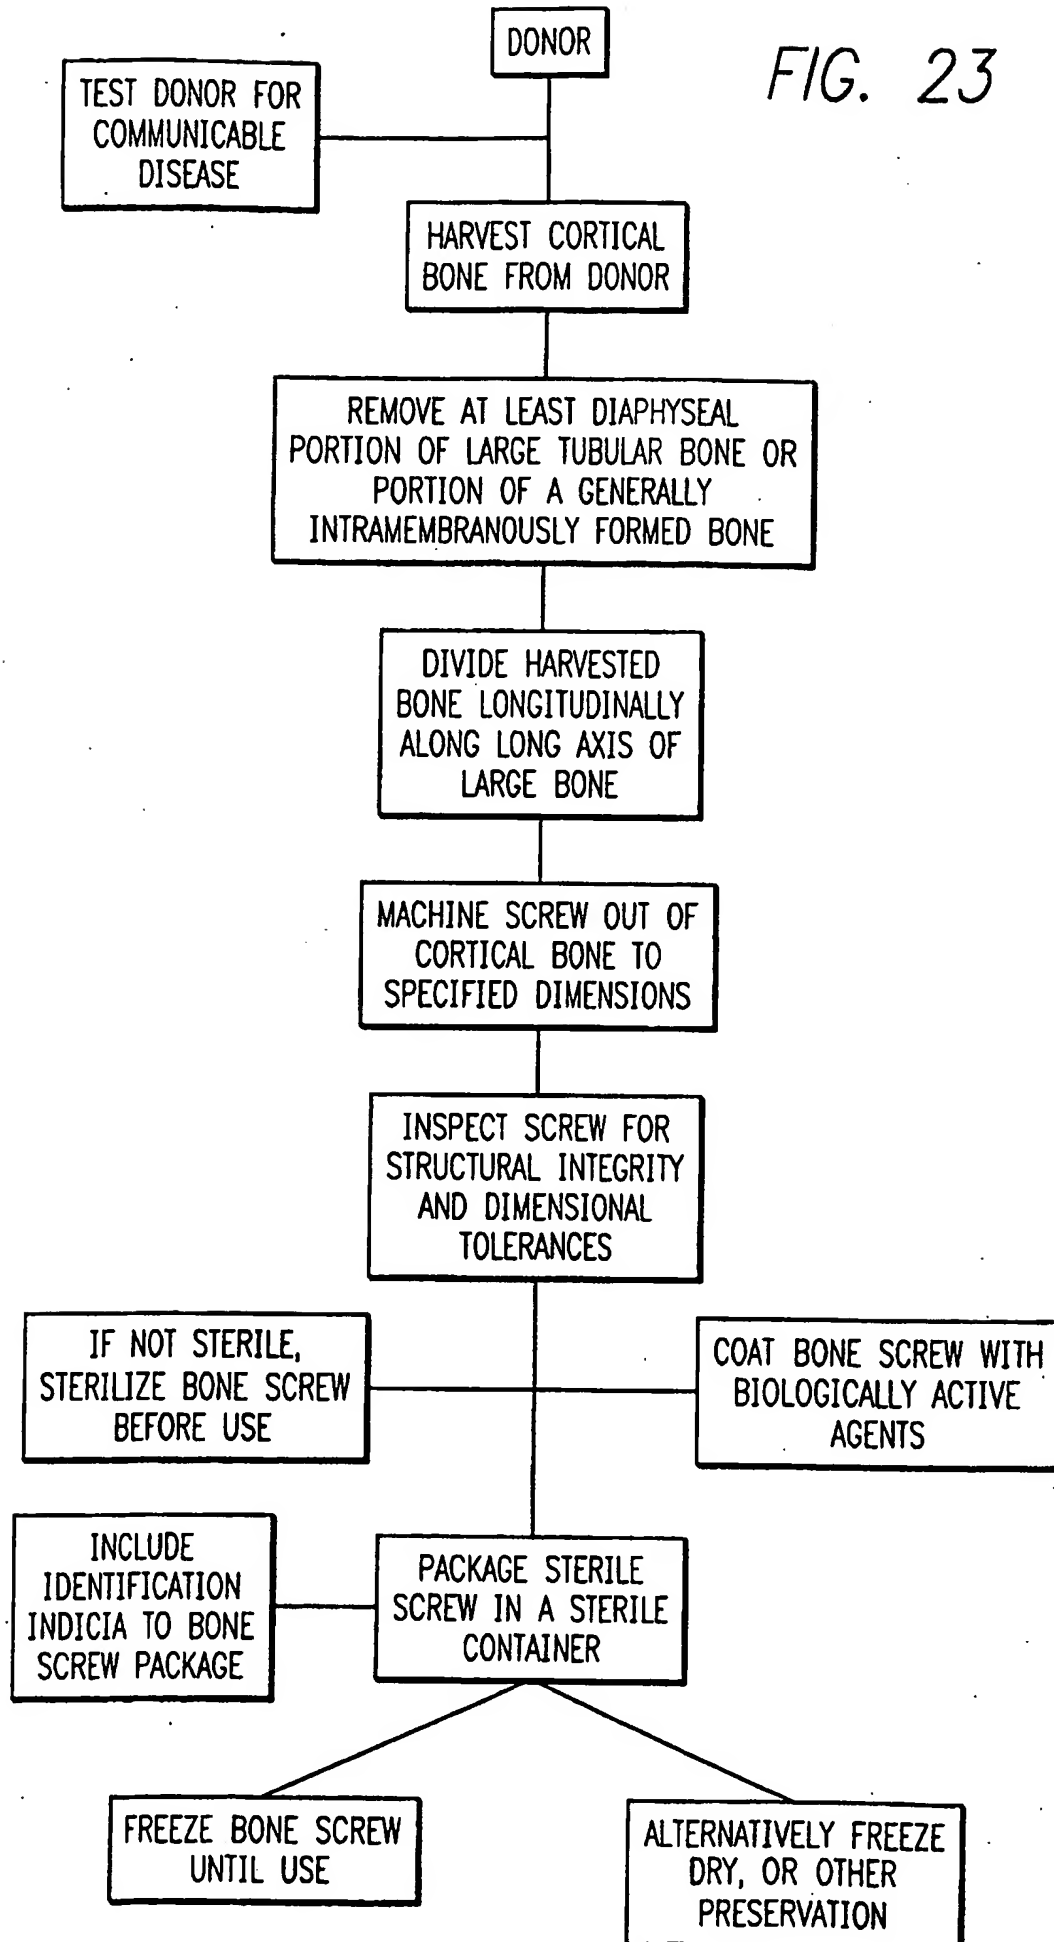 DONOR
FIG. 23
TEST DONOR FOR
COMMUNICABLE
DISEASE
HARVEST CORTICAL
BONE FROM DONOR
REMOVE AT LEAST DIAPHYSEAL
PORTION OF LARGE TUBULAR BONE OR
PORTION OF A GENERALLY
INTRAMEMBRANOUSLY FORMED BONE
DIVIDE HARVESTED
BONE LONGITUDINALLY
ALONG LONG AXIS OF
LARGE BONE
MACHINE SCREW OUT OF
CORTICAL BONE TO
SPECIFIED DIMENSIONS
INSPECT SCREW FOR
STRUCTURAL INTEGRITY
AND DIMENSIONAL
TOLERANCES
IF NOT STERILE,
STERILIZE BONE SCREW
BEFORE USE
COAT BONE SCREW WITH
BIOLOGICALLY ACTIVE
AGENTS
INCLUDE
IDENTIFICATION
INDICIA TO BONE
SCREW PACKAGE
PACKAGE STERILE
SCREW IN A STERILE
CONTAINER
FREEZE BONE SCREW
UNTIL USE
ALTERNATIVELY FREEZE
DRY, OR OTHER
PRESERVATION